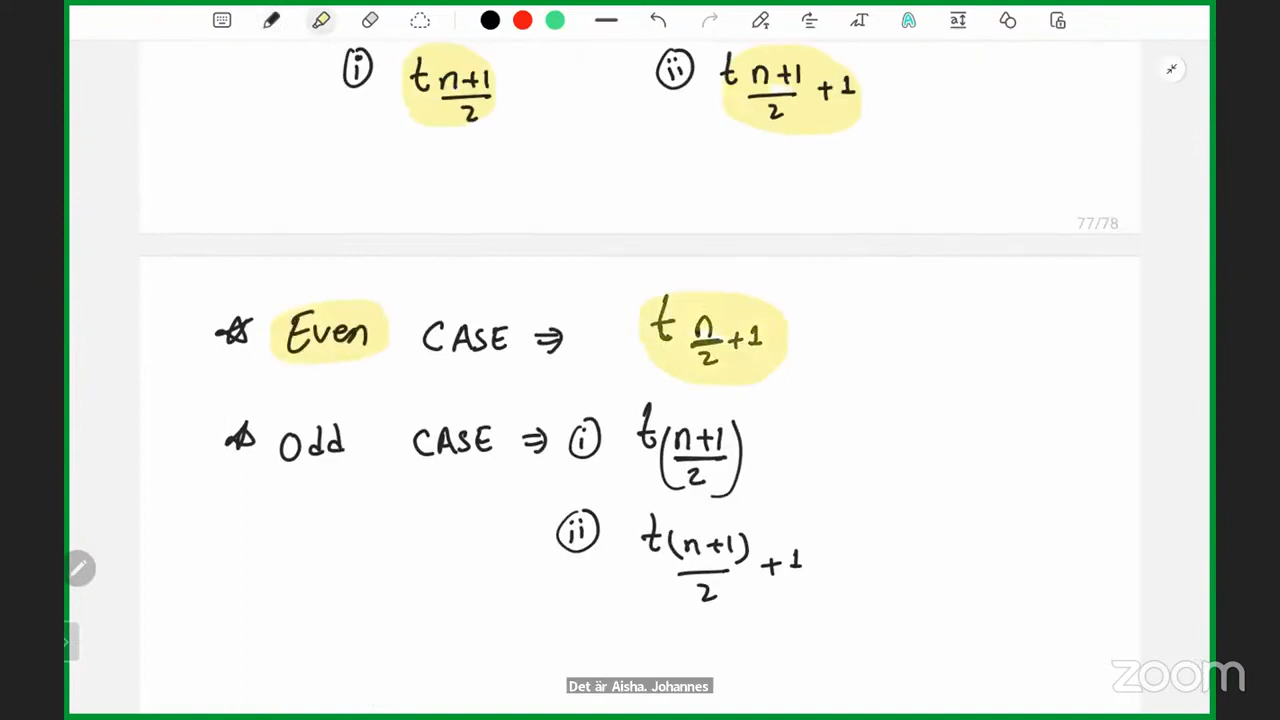 (i) t n+1/2 (ii) t n+1/2 +1
77/78
☆ Even CASE ⇒ t n/2 +1
☆ Odd CASE ⇒ (i) t (n+1/2)
(ii) t (n+1)/2 +1
Det är Aisha. Johannes
zoom